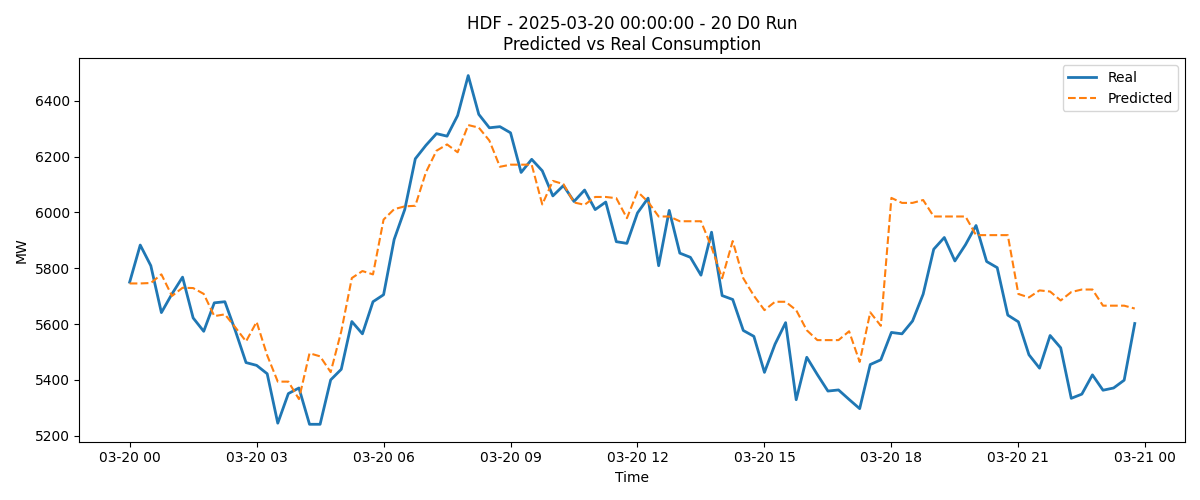 HDF - 2025-03-20 00:00:00 - 20 D0 Run
Predicted vs Real Consumption
Real
Predicted
MW
6400
6200
6000
5800
5600
5400
5200
03-20 00
03-20 03
03-20 06
03-20 09
03-20 12
03-20 15
03-20 18
03-20 21
03-21 00
Time